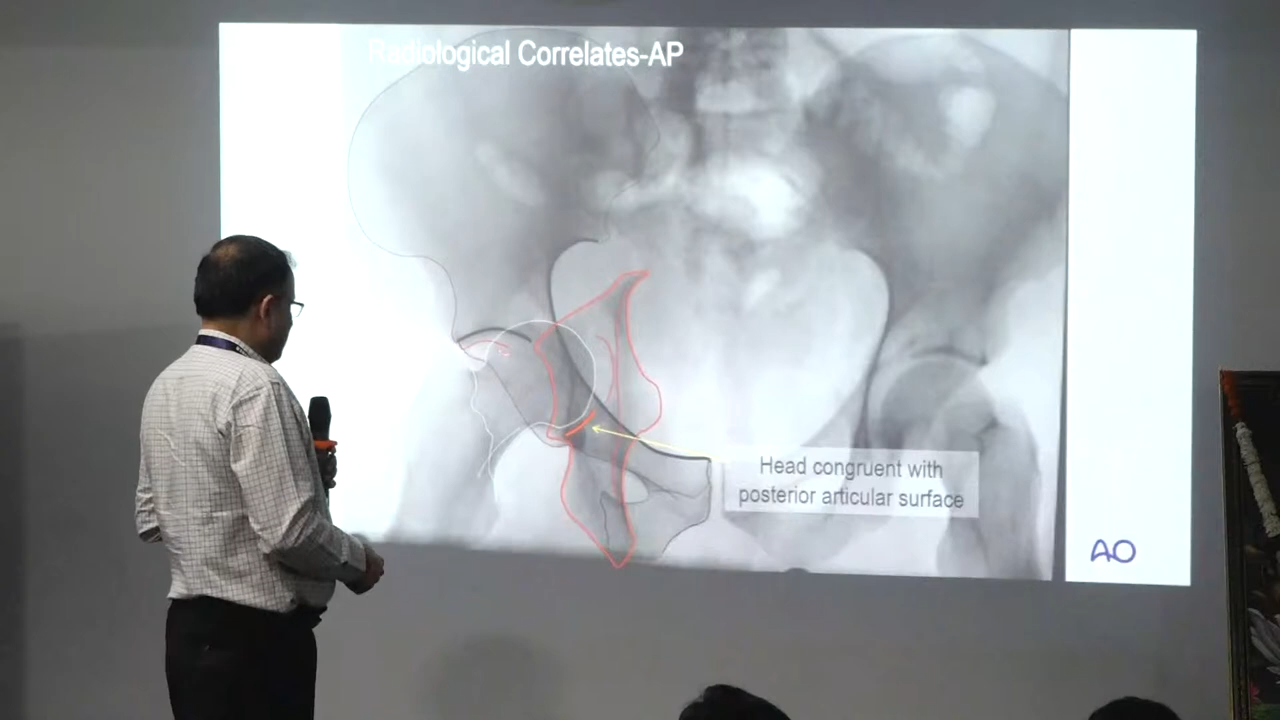 Radiological Correlates-AP
Head congruent with
posterior articular surface
AO